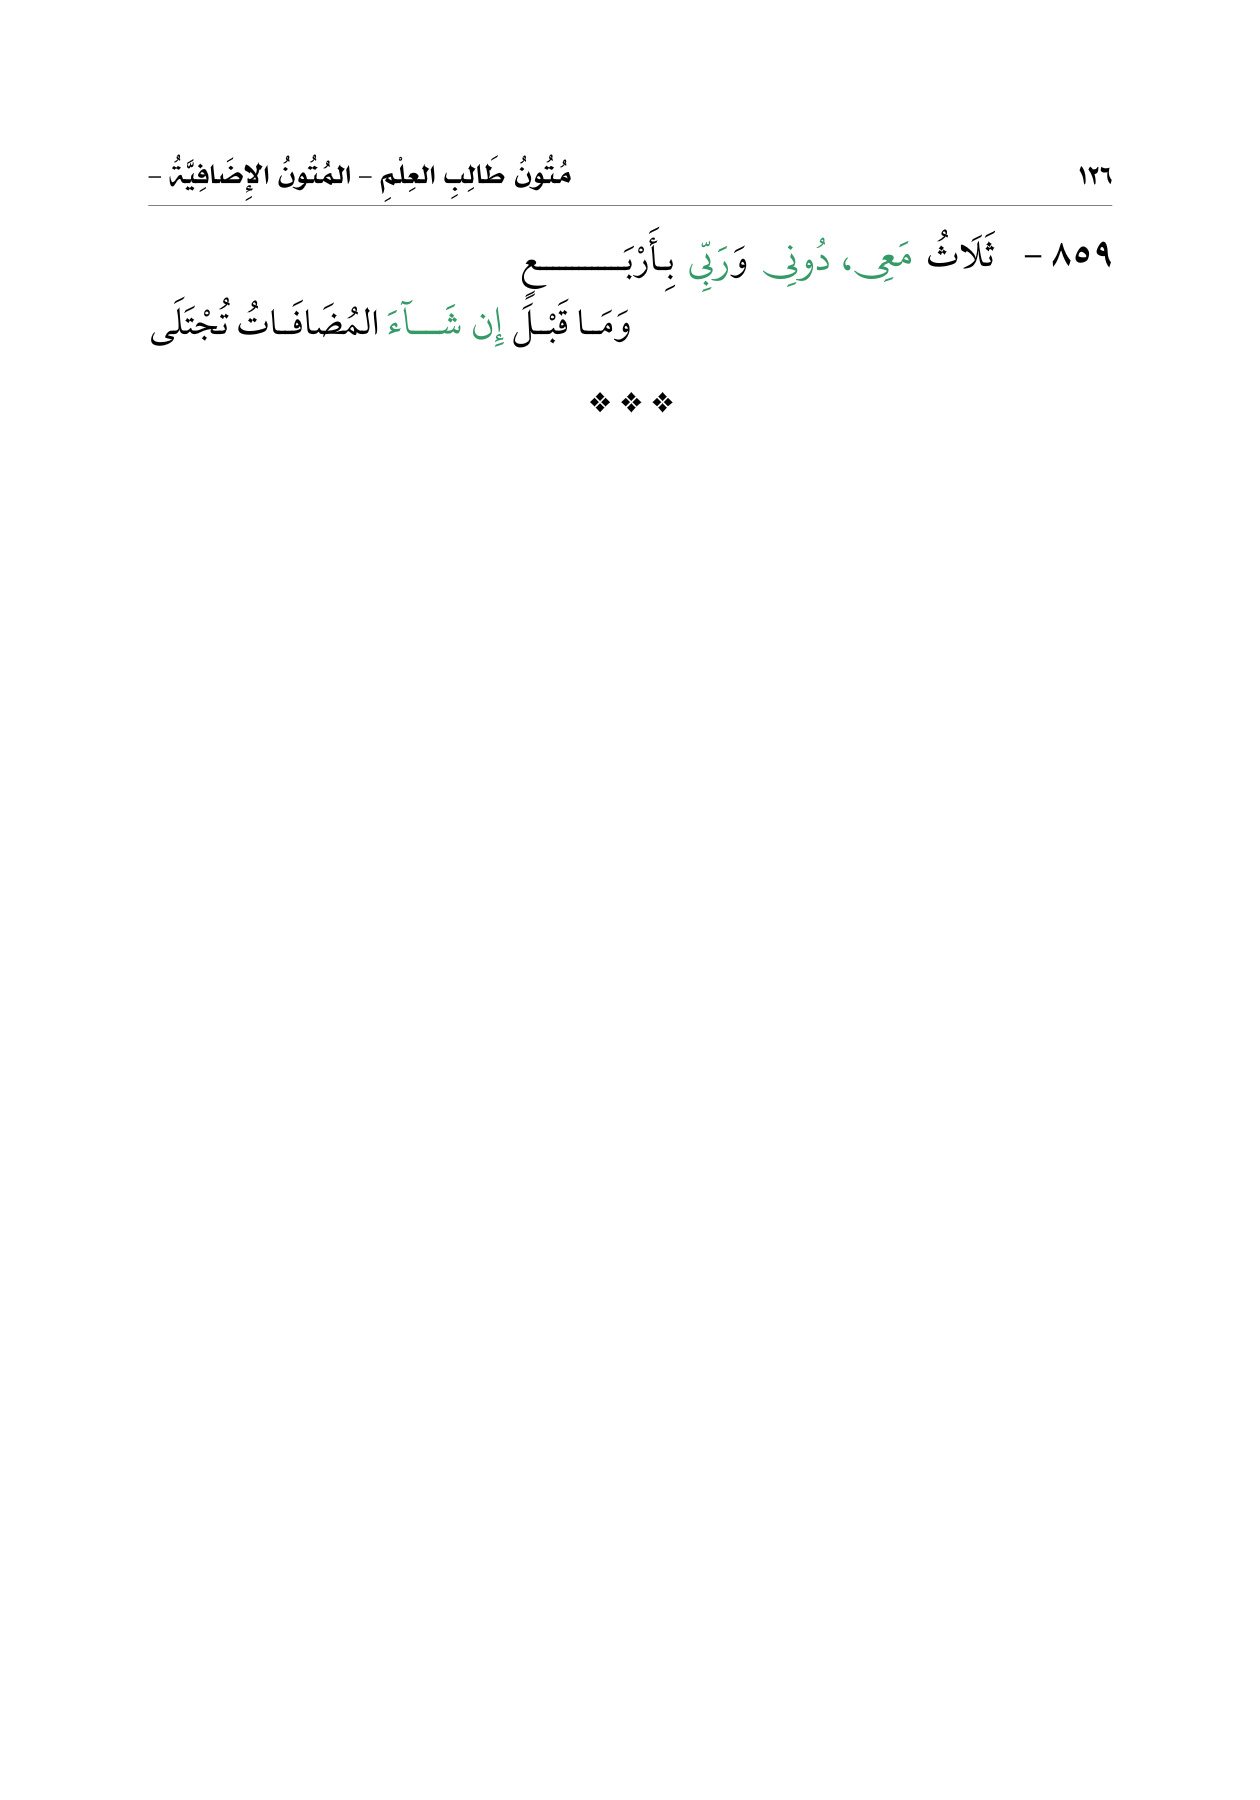 ١٢٦ مُتُونُ طَالِبِ العِلْمِ – المُتُونُ الإِضَافِيَّةُ –
٨٥٩ – ثَلَاثُ مَعِى، دُونِى وَرَبِّى بِأَرْبَعٍ
وَمَا قَبْلَ إِن شَآءَ المُضَافَاتُ تُجْتَلَى
❖ ❖ ❖